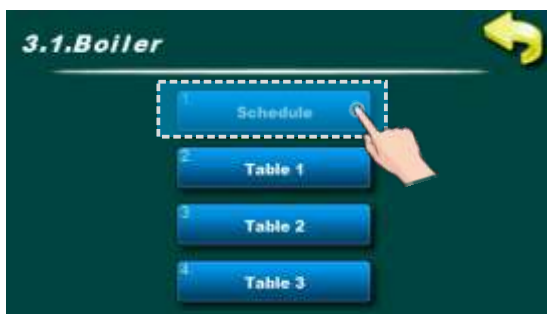 3.1.Boiler
1. Schedule
2 Table 1
3 Table 2
4. Table 3